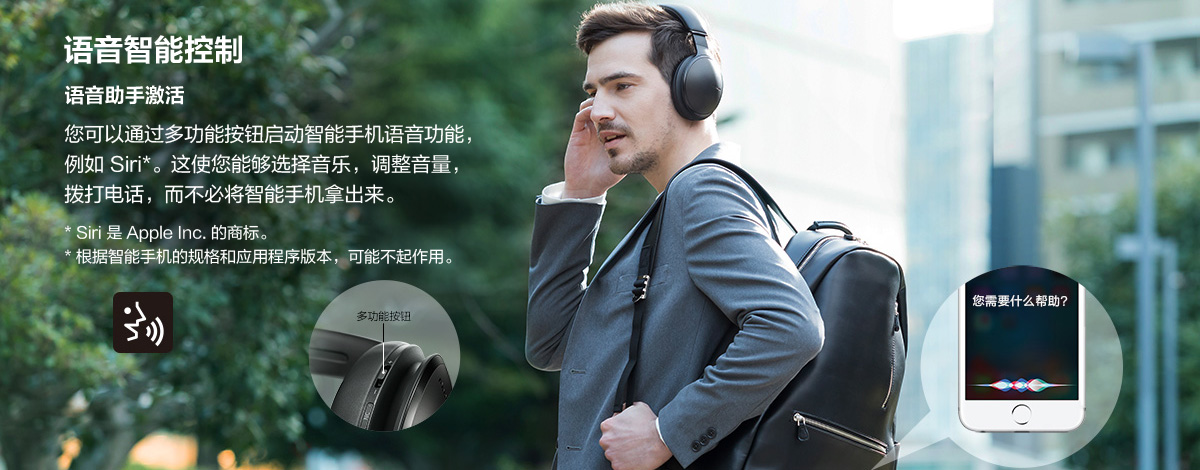 语音智能控制
语音助手激活
您可以通过多功能按钮启动智能手机语音功能，
例如 Siri*。这使您能够选择音乐，调整音量，
拨打电话，而不必将智能手机拿出来。
* Siri 是 Apple Inc. 的商标。
* 根据智能手机的规格和应用程序版本，可能不起作用。
多功能按钮
您需要什么帮助?